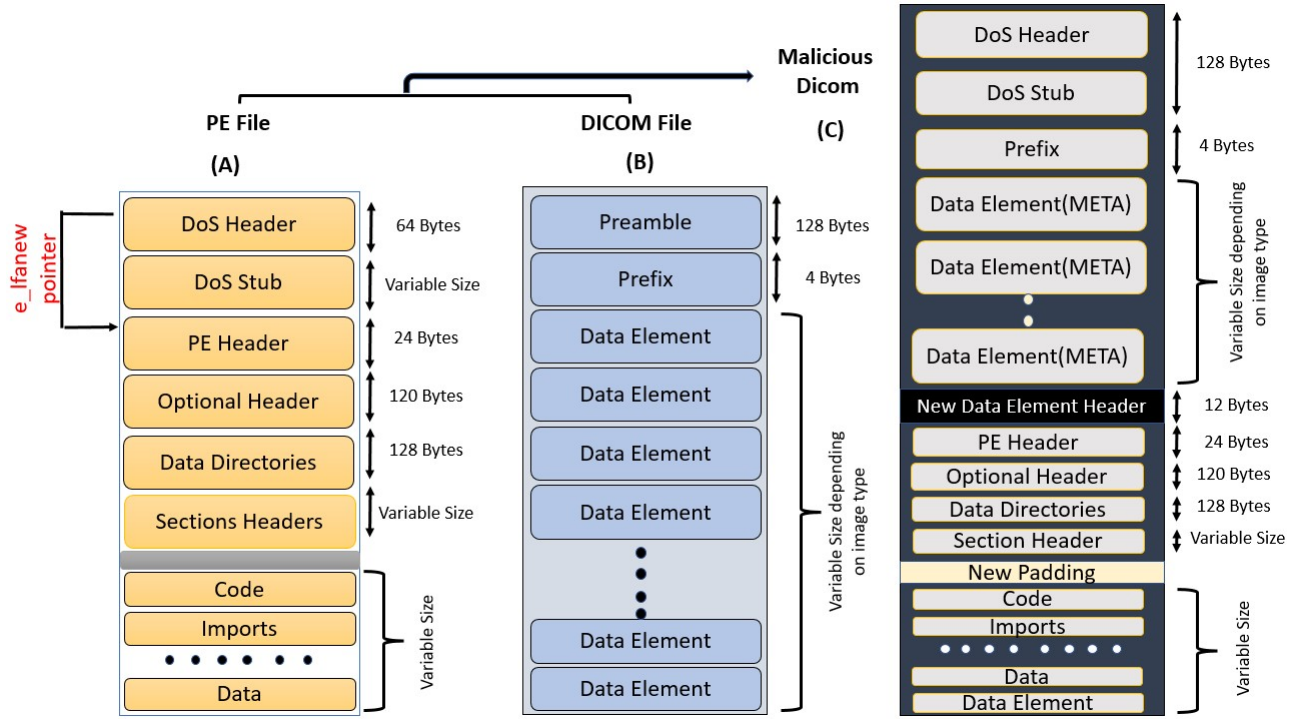 PE File
(A)
e_lfanew
pointer
DoS Header
64 Bytes
DoS Stub
Variable Size
PE Header
24 Bytes
Optional Header
120 Bytes
Data Directories
128 Bytes
Sections Headers
Variable Size
Code
Imports
Data
Variable Size
DICOM File
(B)
Preamble
128 Bytes
Prefix
4 Bytes
Data Element
Data Element
Data Element
Data Element
Data Element
Data Element
Variable Size depending
on image type
Malicious
Dicom
(C)
DoS Header
DoS Stub
128 Bytes
Prefix
4 Bytes
Data Element(META)
Data Element(META)
Data Element(META)
Variable Size depending
on image type
New Data Element Header
12 Bytes
PE Header
24 Bytes
Optional Header
120 Bytes
Data Directories
128 Bytes
Section Header
Variable Size
New Padding
Code
Imports
Data
Data Element
Variable Size